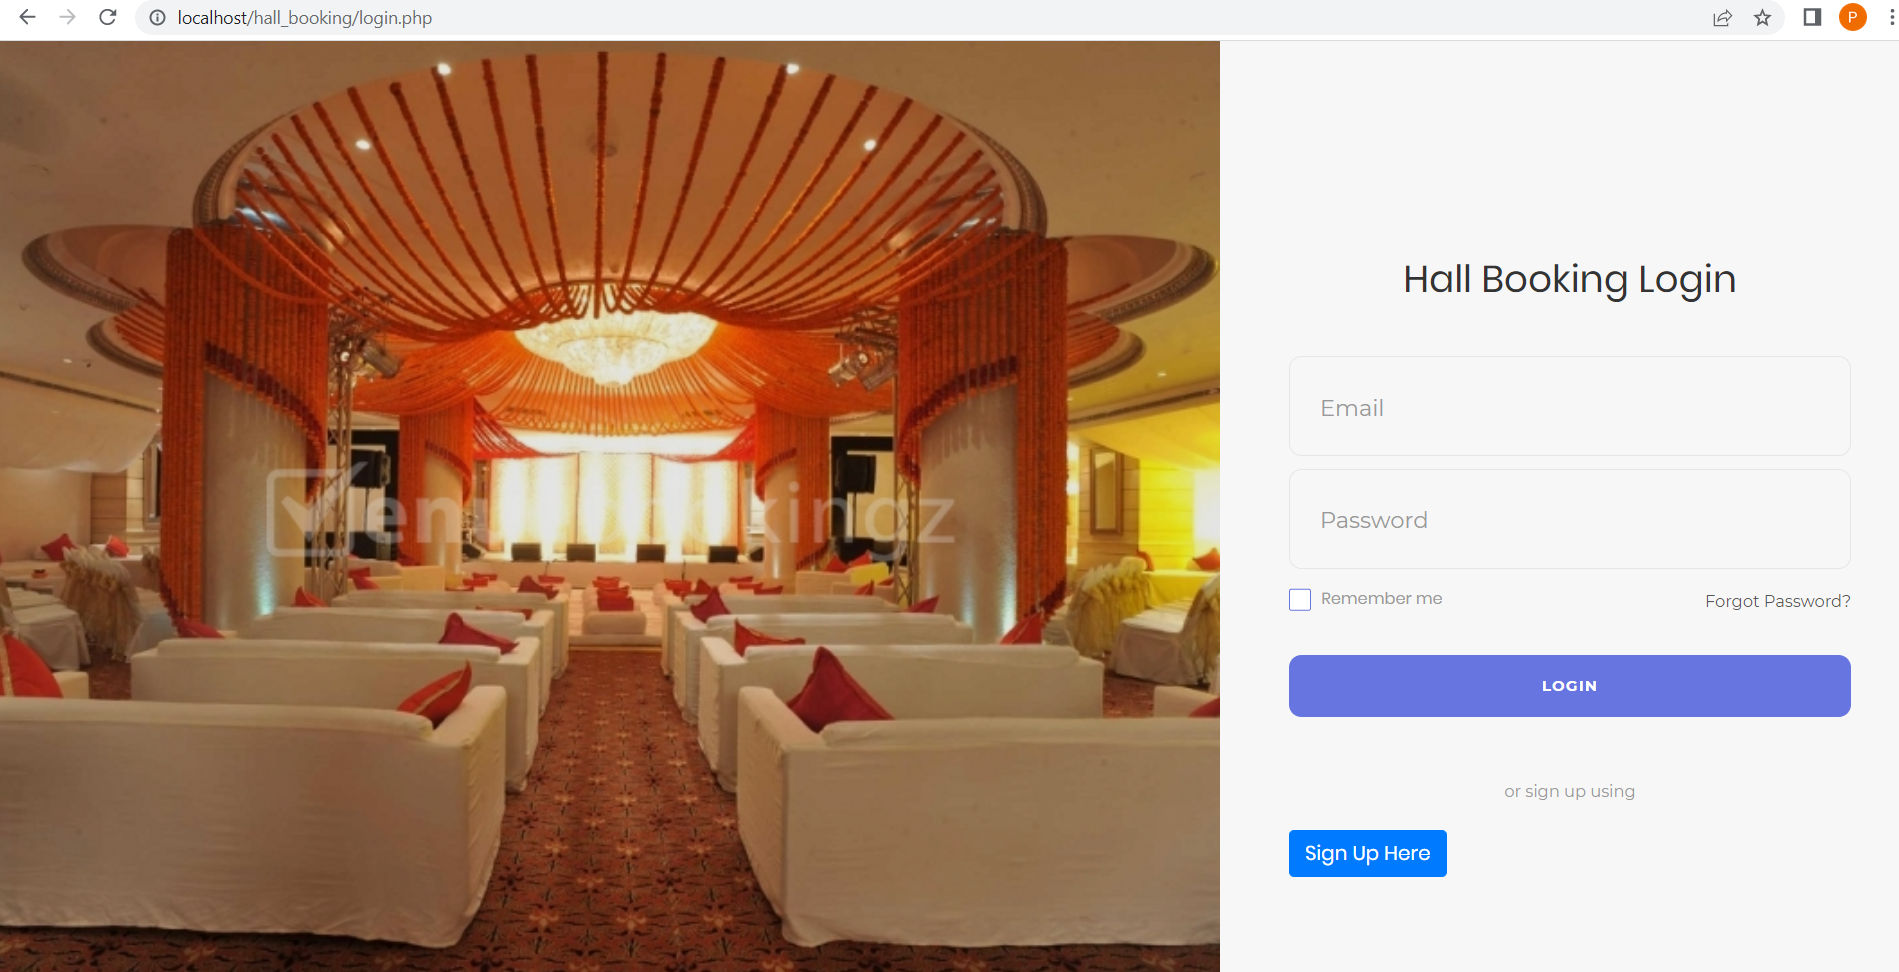 localhost/hall_booking/login.php
P
Venuebookingz
Hall Booking Login
Email
Password
Remember me
Forgot Password?
LOGIN
or sign up using
Sign Up Here